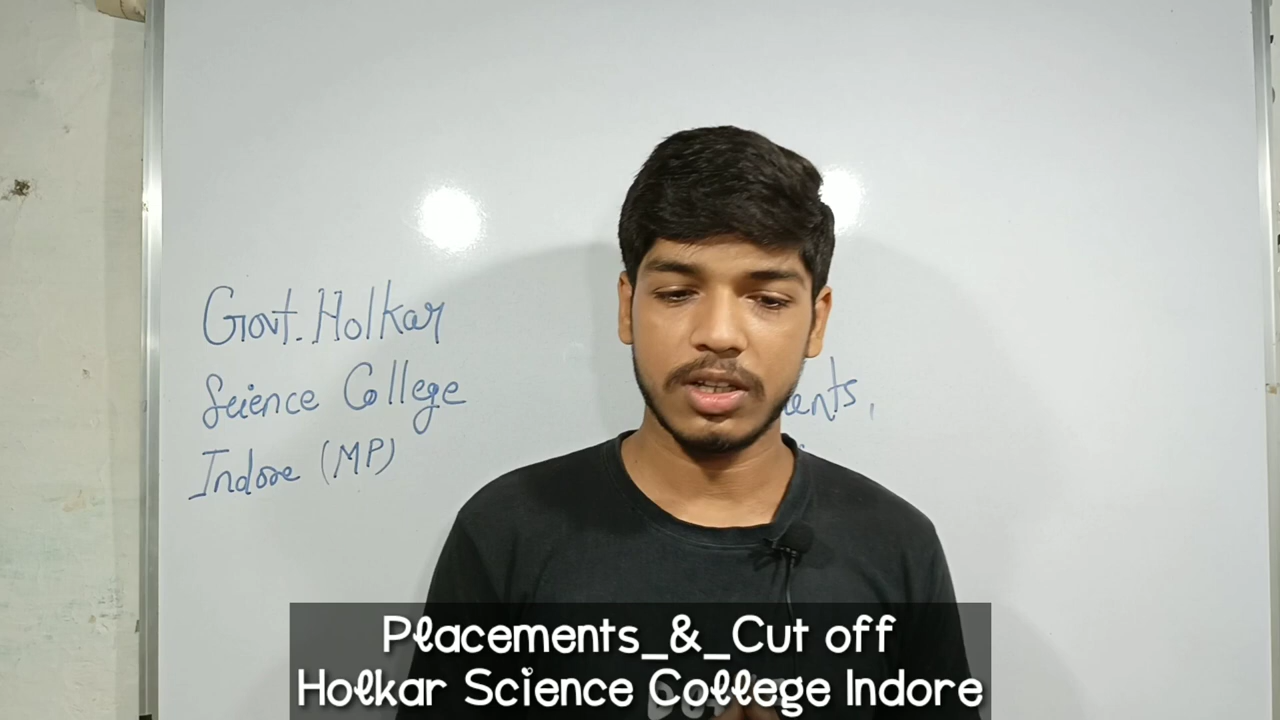 Govt. Holkar
Science College
Indore (MP)
Placements_&_Cut off
Holkar Science College Indore